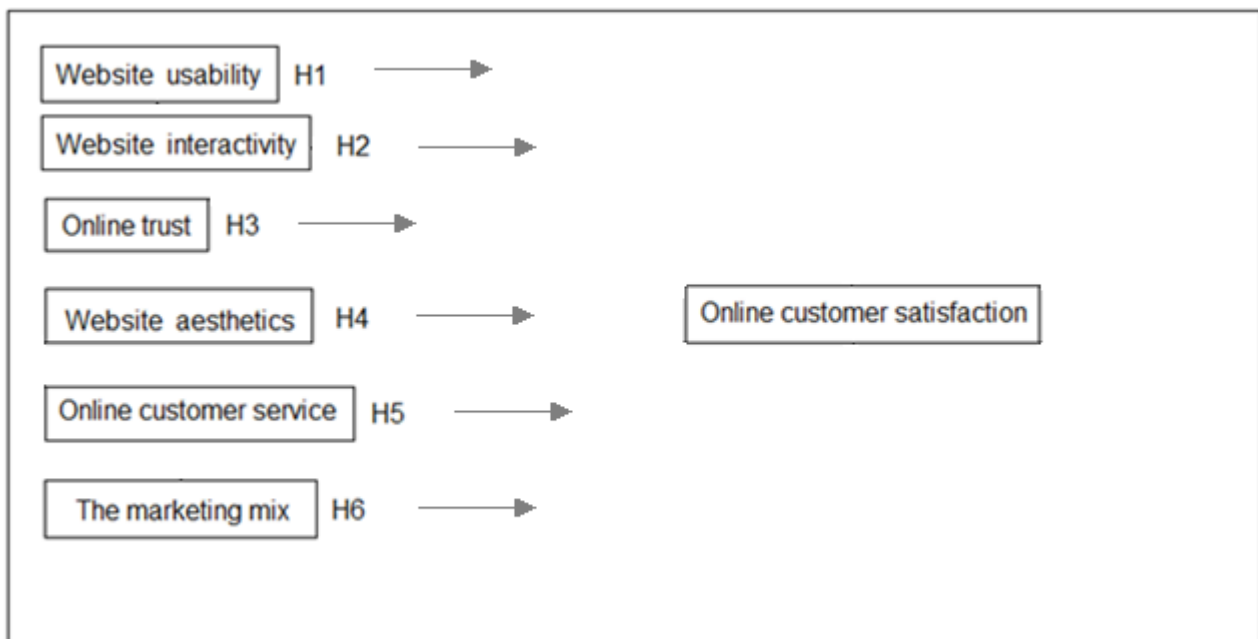 Website usability H1
Website interactivity H2
Online trust H3
Website aesthetics H4
Online customer satisfaction
Online customer service H5
The marketing mix H6